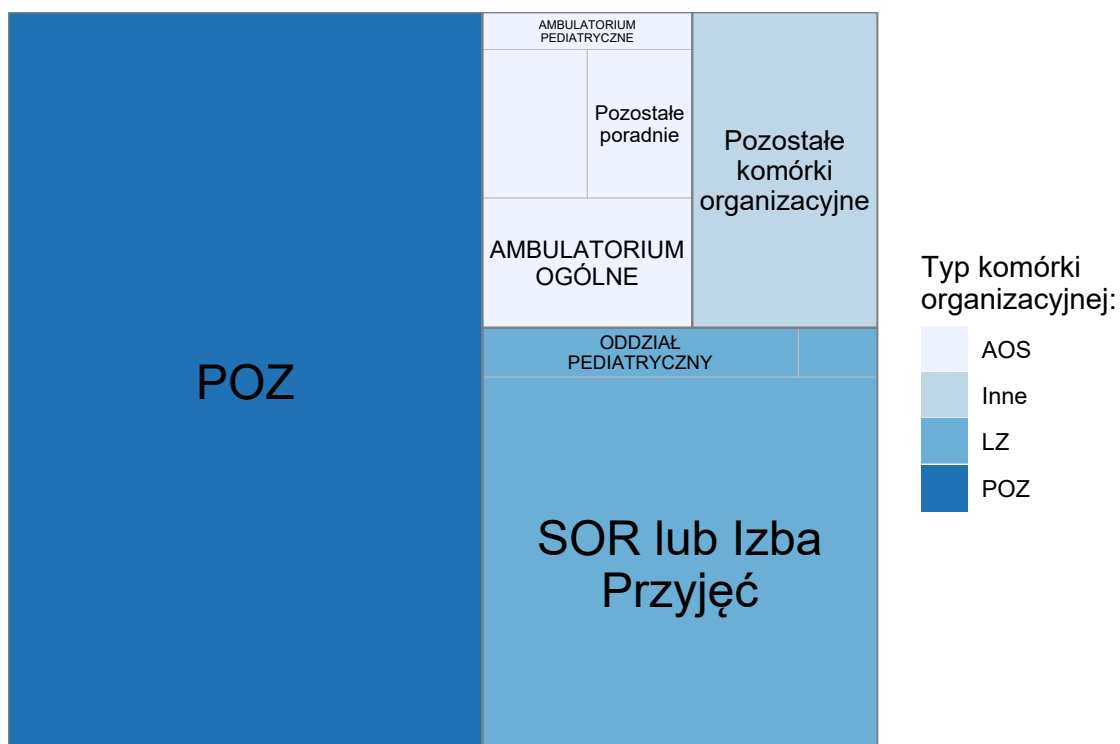 AMBULATORIUM
PEDIATRYCZNE
Pozostałe
poradnie
AMBULATORIUM
OGÓLNE
Pozostałe
komórki
organizacyjne
POZ
ODDZIAŁ
PEDIATRYCZNY
SOR lub Izba
Przyjęć
Typ komórki
organizacyjnej:
AOS
Inne
LZ
POZ